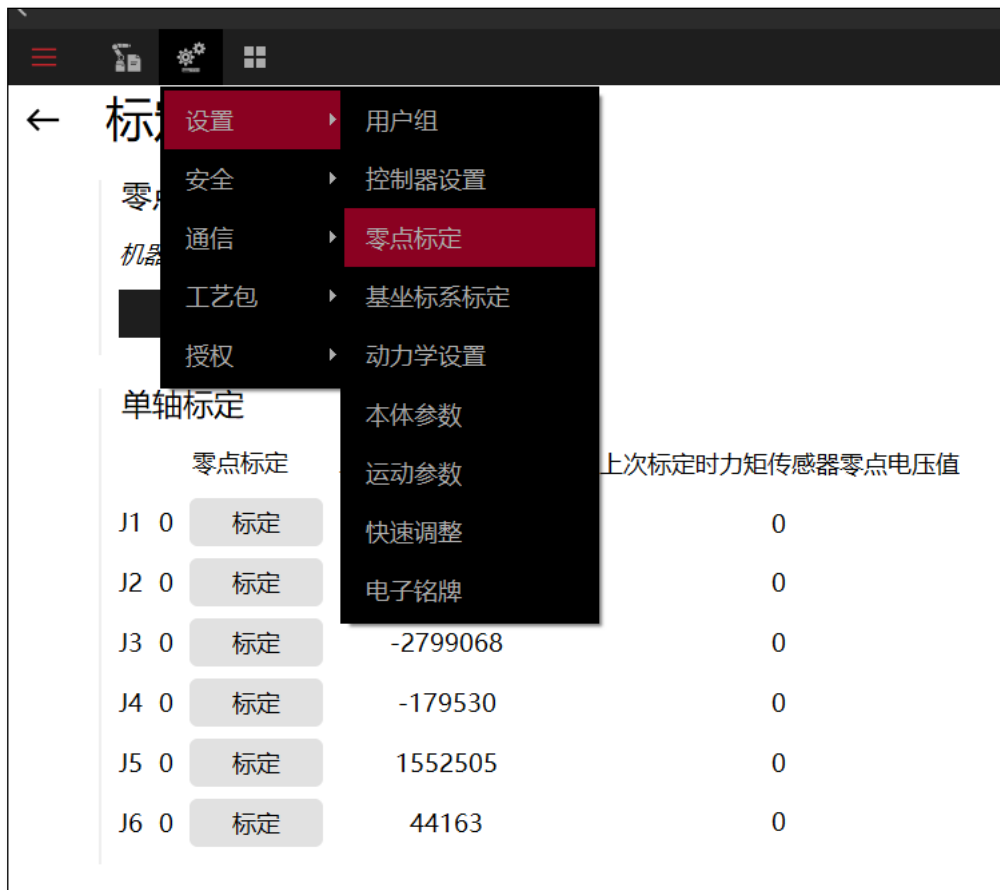 标
设置
用户组
零
安全
控制器设置
机器
通信
零点标定
工艺包
基坐标系标定
授权
动力学设置
单轴标定
本体参数
零点标定
运动参数
上次标定时力矩传感器零点电压值
快速调整
电子铭牌
J1 0 标定 0
J2 0 标定 0
J3 0 标定 -2799068 0
J4 0 标定 -179530 0
J5 0 标定 1552505 0
J6 0 标定 44163 0